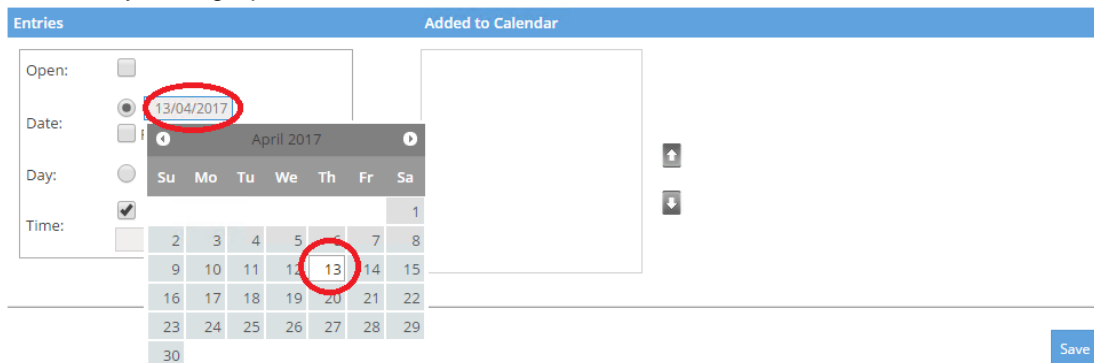 Entries Added to Calendar
Open:
13/04/2017
Date:
April 2017
Day:
Su Mo Tu We Th Fr Sa
1
Time:
2 3 4 5 6 7 8
9 10 11 12 13 14 15
16 17 18 19 20 21 22
23 24 25 26 27 28 29
30
Save